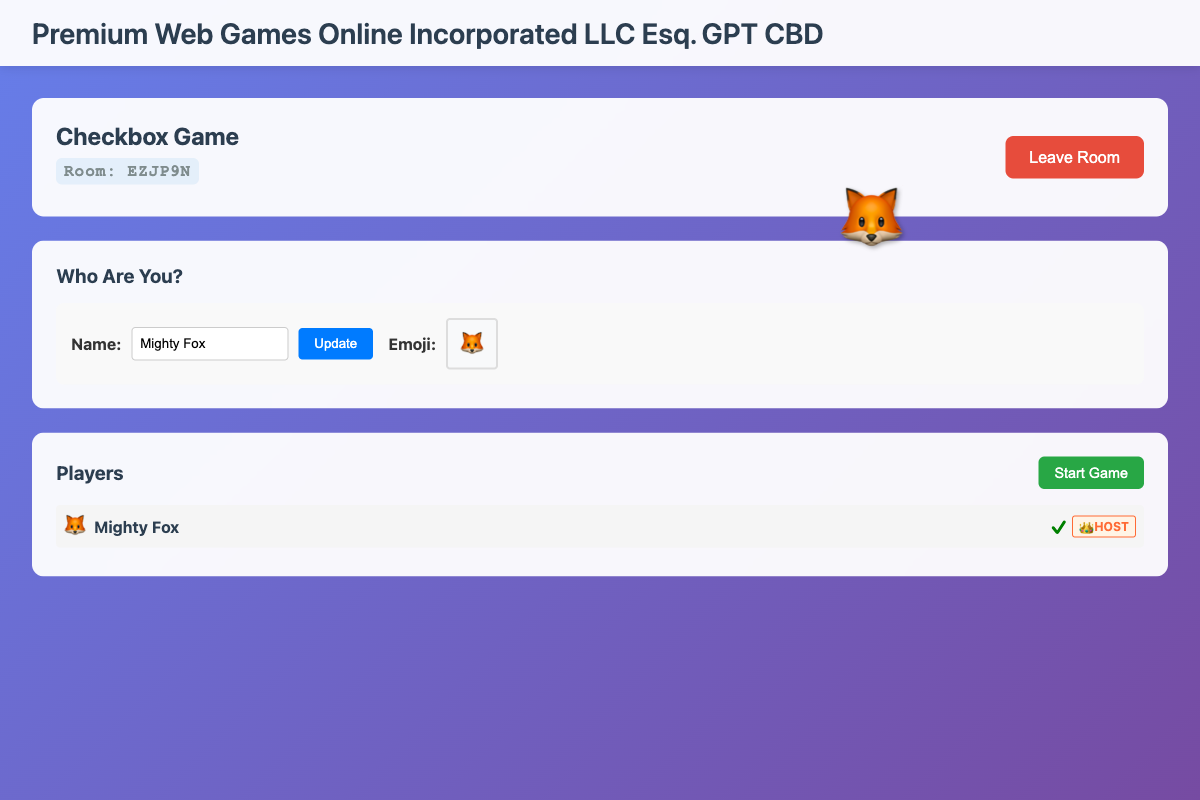 Premium Web Games Online Incorporated LLC Esq. GPT CBD
Checkbox Game
Room: EZJP9N
Leave Room
Who Are You?
Name: Mighty Fox Update Emoji:
Players
Start Game
Mighty Fox
HOST